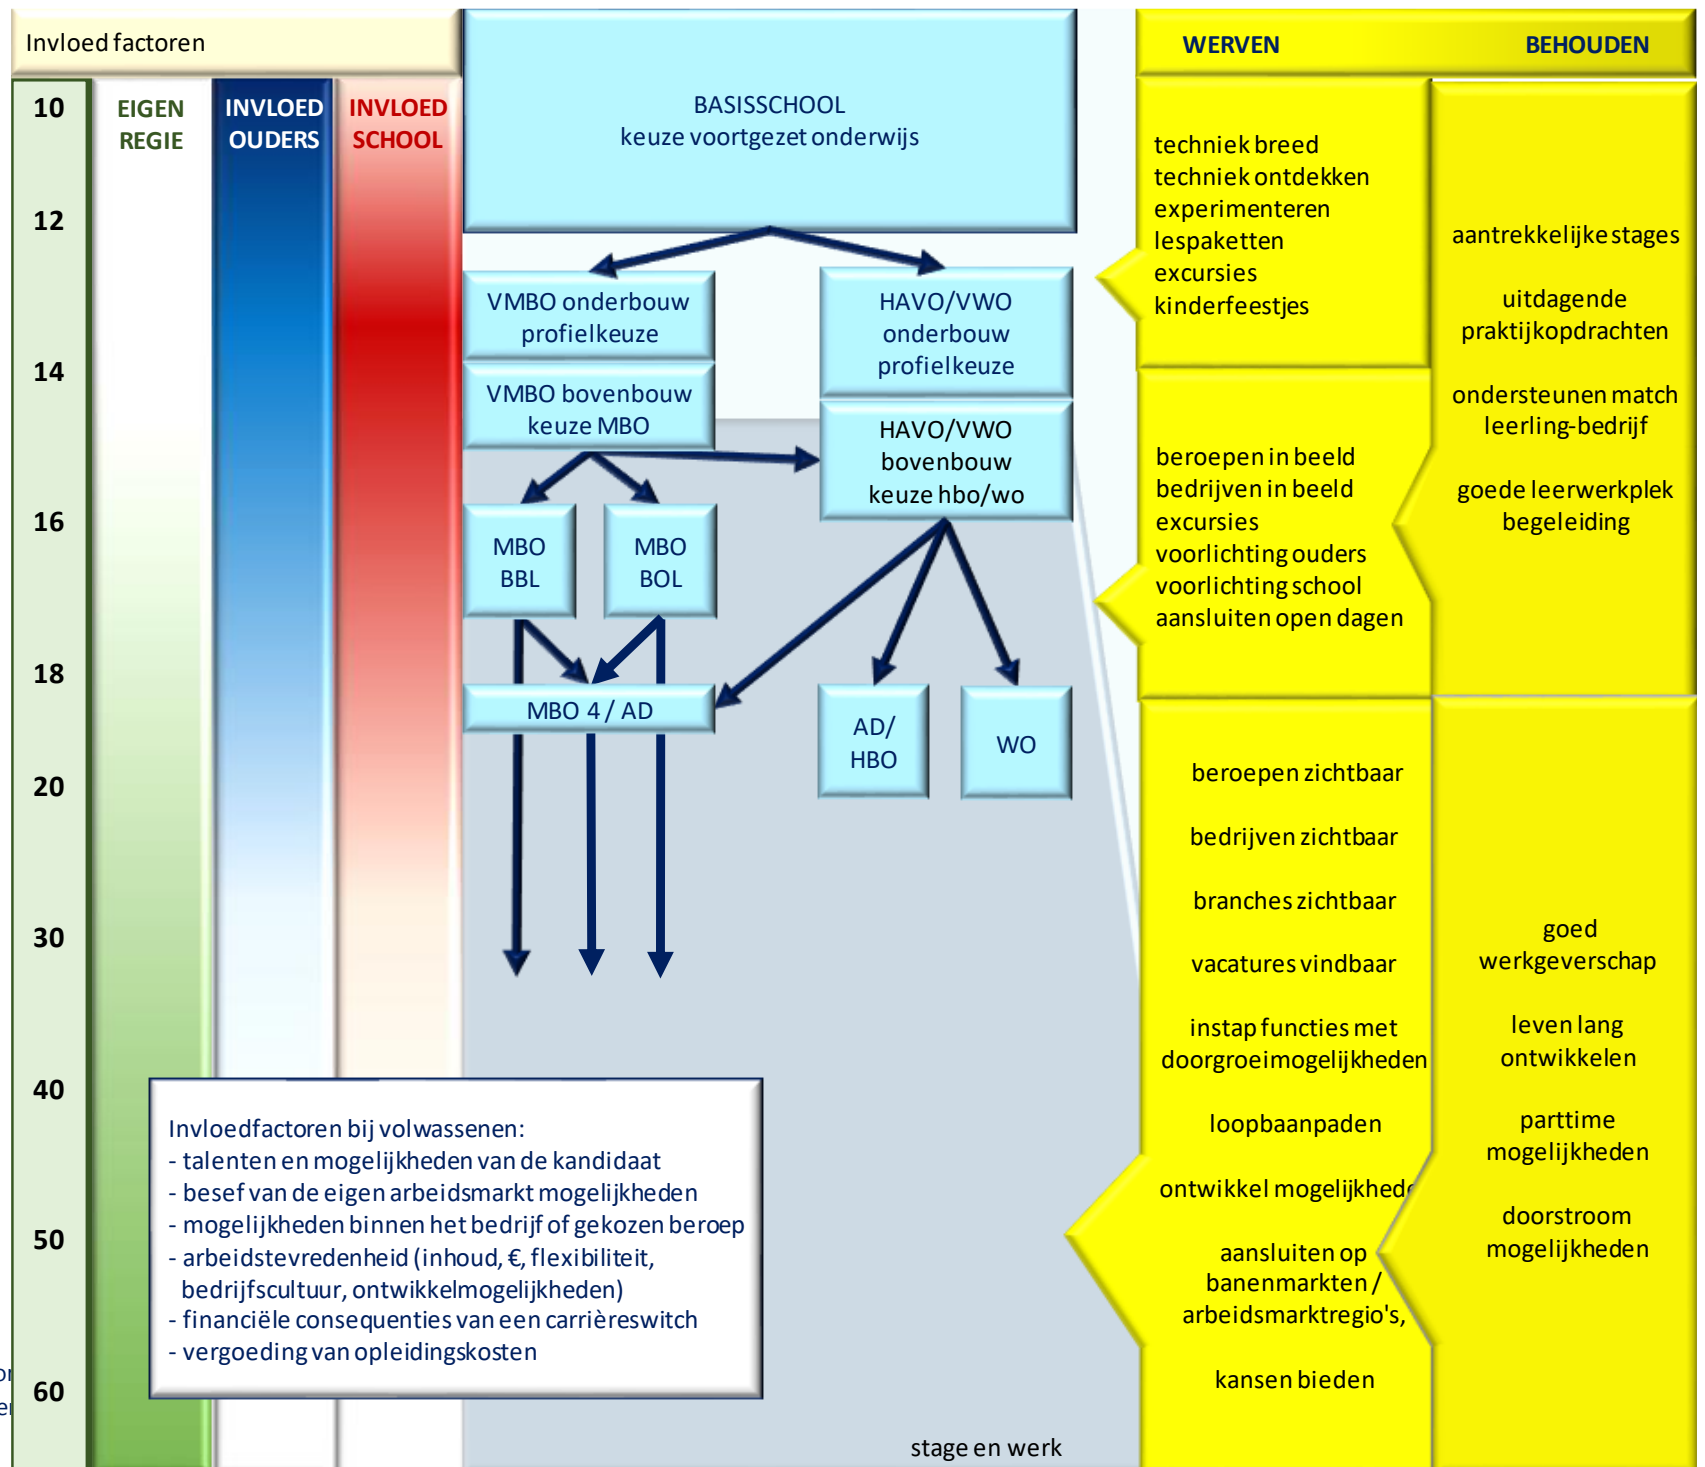 Invloed factoren
10
12
14
16
18
20
30
40
50
60
EIGEN
REGIE
INVLOED
OUDERS
INVLOED
SCHOOL
BASISSCHOOL
keuze voortgezet onderwijs
VMBO onderbouw
profielkeuze
HAVO/VWO
onderbouw
profielkeuze
VMBO bovenbouw
keuze MBO
HAVO/VWO
bovenbouw
keuze hbo/wo
MBO
BBL
MBO
BOL
MBO 4 / AD
AD/
HBO
WO
Invloedfactoren bij volwassenen:
- talenten en mogelijkheden van de kandidaat
- besef van de eigen arbeidsmarkt mogelijkheden
- mogelijkheden binnen het bedrijf of gekozen beroep
- arbeidstevredenheid (inhoud, €, flexibiliteit,
bedrijfscultuur, ontwikkelmogelijkheden)
- financiële consequenties van een carrièreswitch
- vergoeding van opleidingskosten
stage en werk
WERVEN
BEHOUDEN
techniek breed
techniek ontdekken
experimenteren
lespaketten
excursies
kinderfeestjes
beroepen in beeld
bedrijven in beeld
excursies
voorlichting ouders
voorlichting school
aansluiten open dagen
beroepen zichtbaar
bedrijven zichtbaar
branches zichtbaar
vacatures vindbaar
instap functies met
doorgroeimogelijkheden
loopbaanpaden
ontwikkel mogelijkhede
aansluiten op
banenmarkten /
arbeidsmarktregio's,
kansen bieden
aantrekkelijke stages
uitdagende
praktijkopdrachten
ondersteunen match
leerling-bedrijf
goede leerwerkplek
begeleiding
goed
werkgeverschap
leven lang
ontwikkelen
parttime
mogelijkheden
doorstroom
mogelijkheden